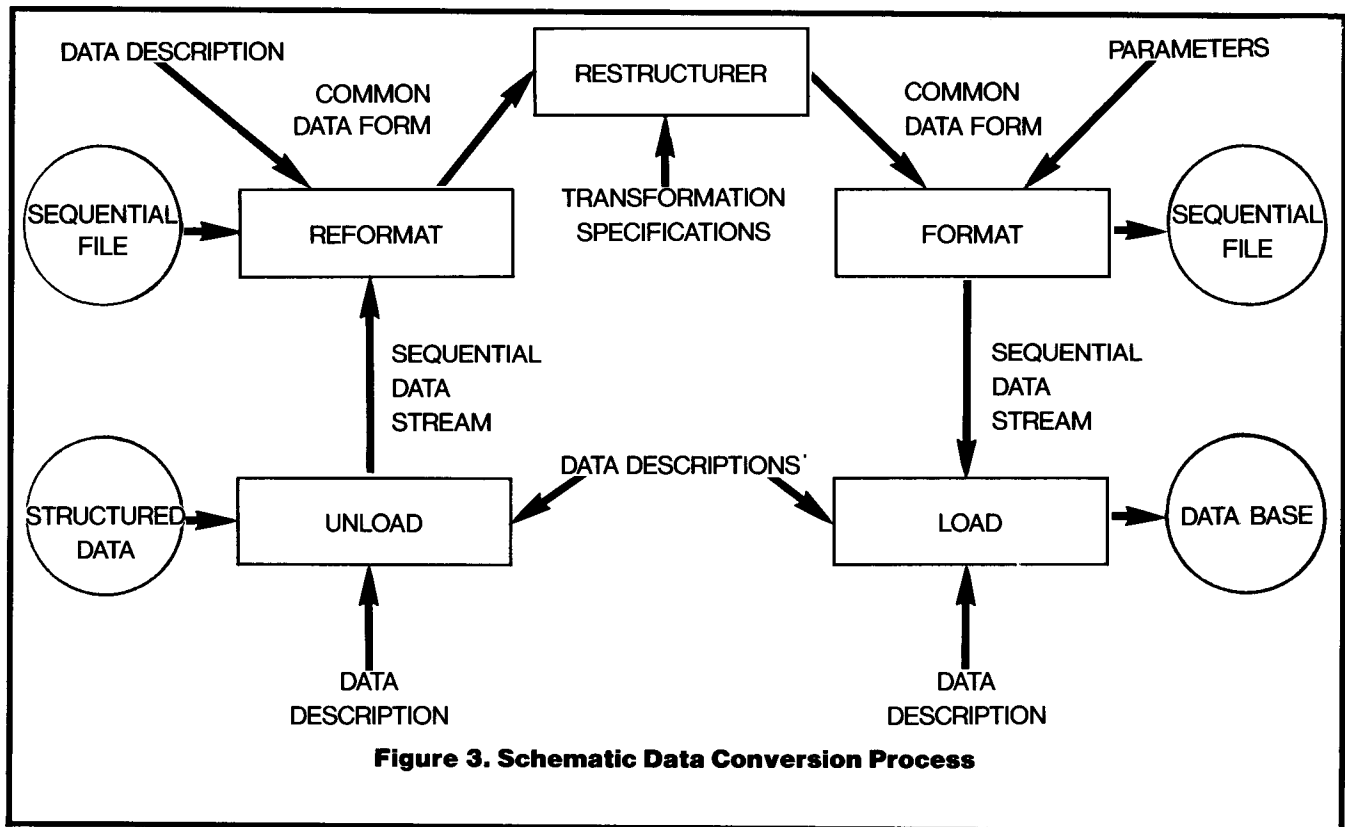 DATA DESCRIPTION
PARAMETERS
RESTRUCTURER
COMMON
DATA FORM
COMMON
DATA FORM
TRANSFORMATION
SPECIFICATIONS
SEQUENTIAL
FILE
REFORMAT
FORMAT
SEQUENTIAL
FILE
SEQUENTIAL
DATA
STREAM
SEQUENTIAL
DATA
STREAM
DATA DESCRIPTIONS
STRUCTURED
DATA
UNLOAD
LOAD
DATA BASE
DATA
DESCRIPTION
DATA
DESCRIPTION
Figure 3. Schematic Data Conversion Process